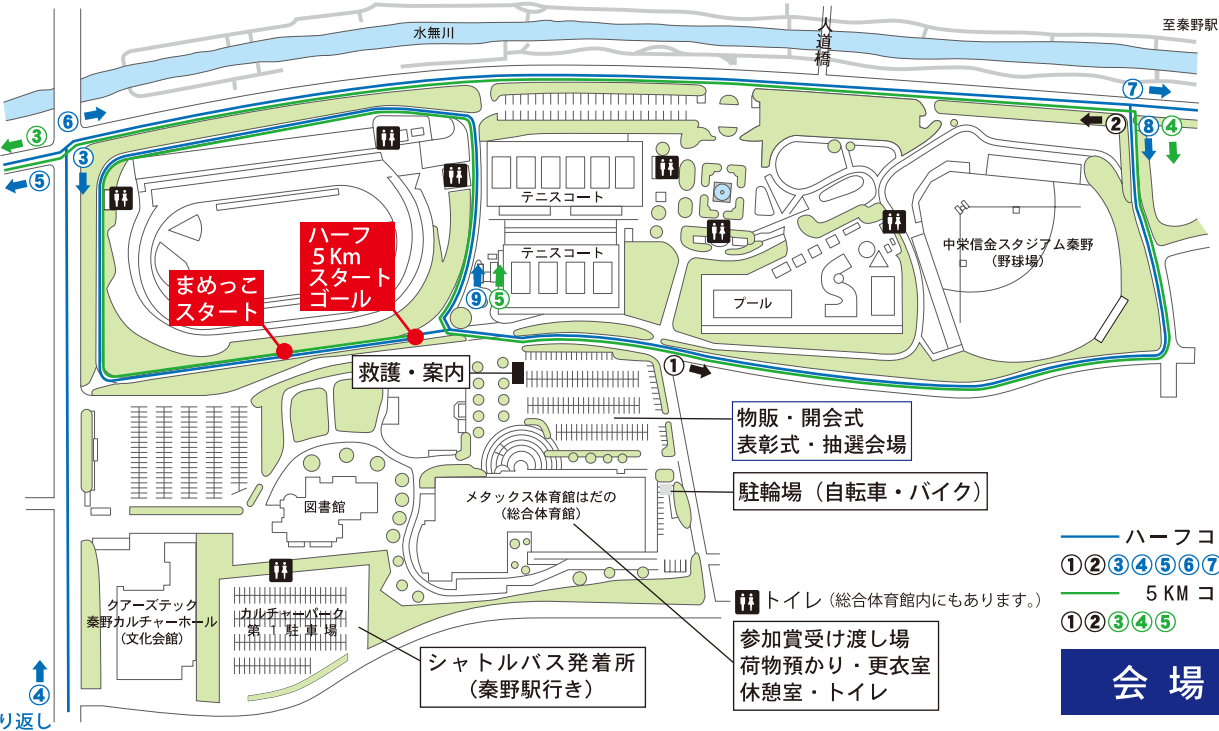 水無川
人道橋
至秦野駅
⑦
⑥
②
⑧
④
③
③
⑤
テニスコート
ハーフ
5Km
スタート
ゴール
テニスコート
中栄信金スタジアム秦野
(野球場)
まめっこ
スタート
⑨
⑤
プール
救護・案内
①
物販・開会式
表彰式・抽選会場
駐輪場(自転車・バイク)
メタックス体育館はだの
(総合体育館)
図書館
ハーフコ
①②③④⑤⑥⑦
5KMコ
①②③④⑤
トイレ(総合体育館内にもあります。)
クアーズテック
秦野カルチャーホール
(文化会館)
カルチャーパーク
第1駐車場
参加賞受け渡し場
荷物預かり・更衣室
休憩室・トイレ
シャトルバス発着所
(秦野駅行き)
会場
④
り返し